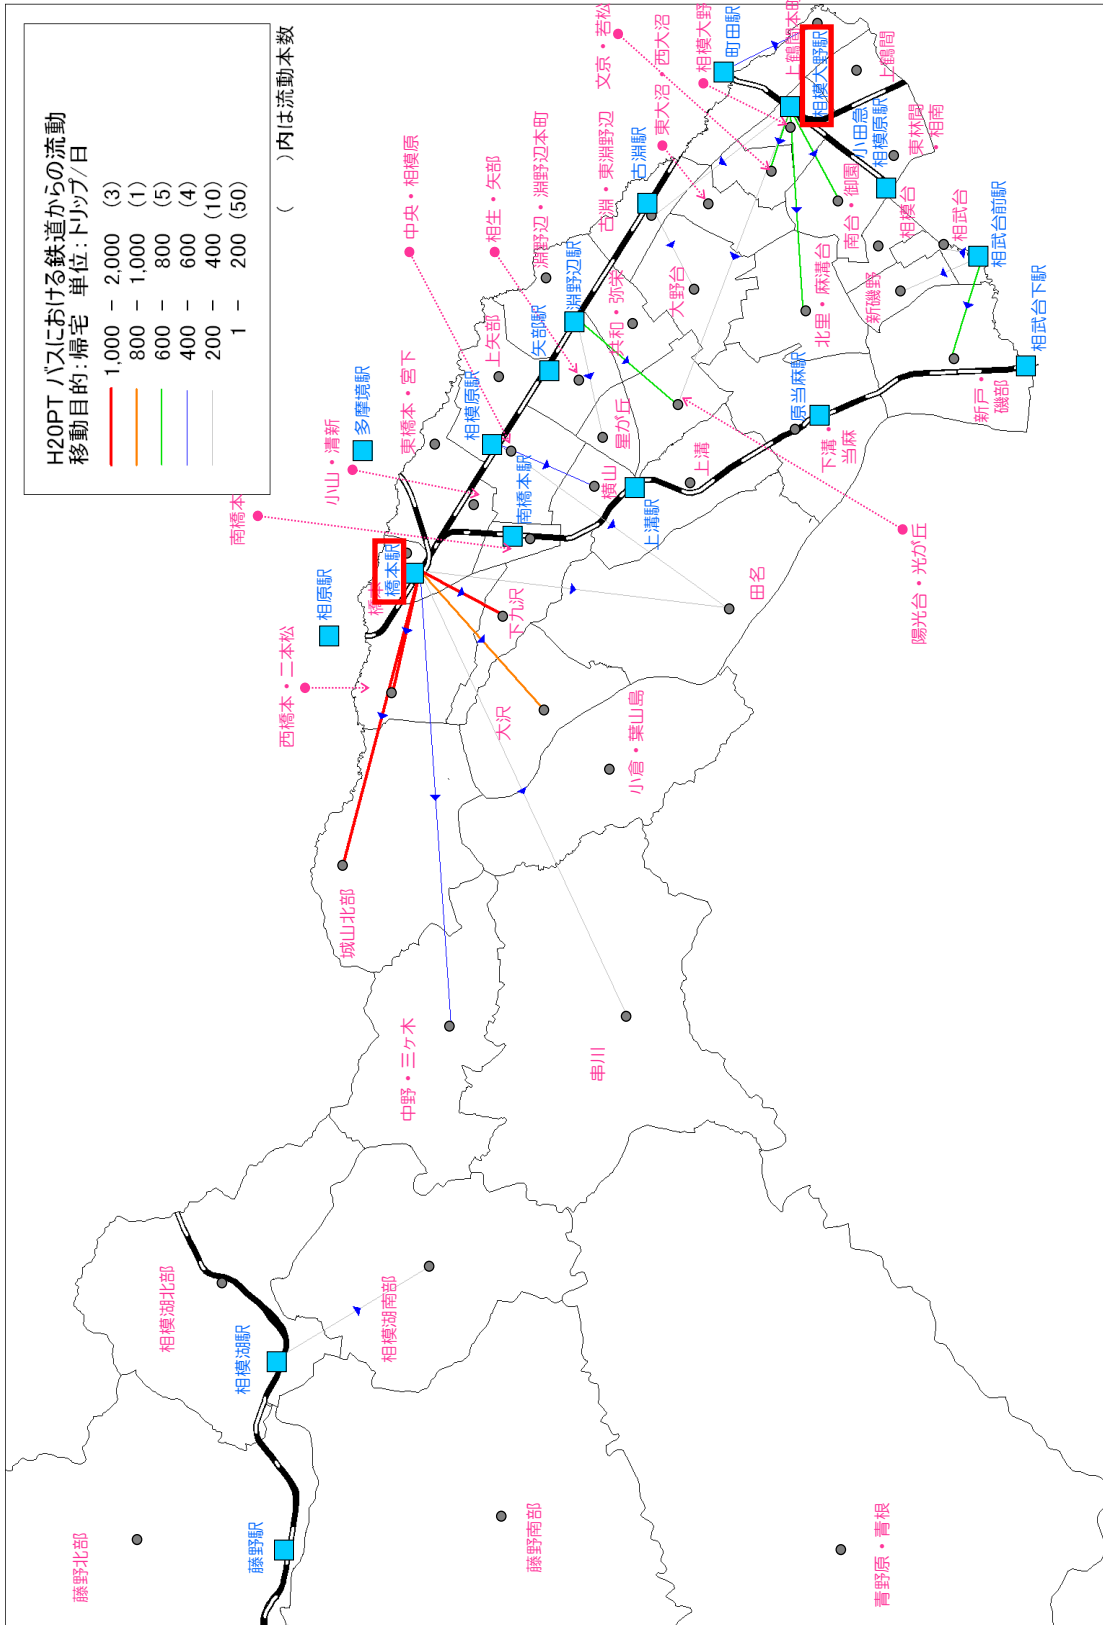 H20PT バスにおける鉄道からの流動
移動目的:帰宅 単位:トリップ/日
1,000 - 2,000 (3)
800 - 1,000 (1)
600 - 800 (5)
400 - 600 (4)
200 - 400 (10)
1 - 200 (50)
( )内は流動本数
藤野北部
藤野駅
藤野南部
青野原・青根
相模湖北部
相模湖駅
相模湖南部
中野・三ヶ木
串川
城山北部
西橋本・二本松
相原駅
橋本
橋本駅
大沢
小倉・葉山島
下九沢
田名
南橋本
南橋本駅
小山・清新
多摩境駅
東橋本・宮下
相模原駅
中央・相模原
上矢部
矢部駅
相生・矢部
淵野辺・淵野辺本町
淵野辺駅
共和・弥栄
星が丘
横山
上溝駅
上溝
陽光台・光が丘
大野台
古淵駅
古淵・東淵野辺
東大沼・西大沼
文京・若松
相模大野
町田駅
上鶴間本町
相模大野駅
上鶴間
小田急
相模原駅
東林間
・相南
南台・御園
相模台
北里・麻溝台
新磯野
相武台
相武台前駅
原当麻駅
下溝・
当麻
新戸・
磯部
相武台下駅